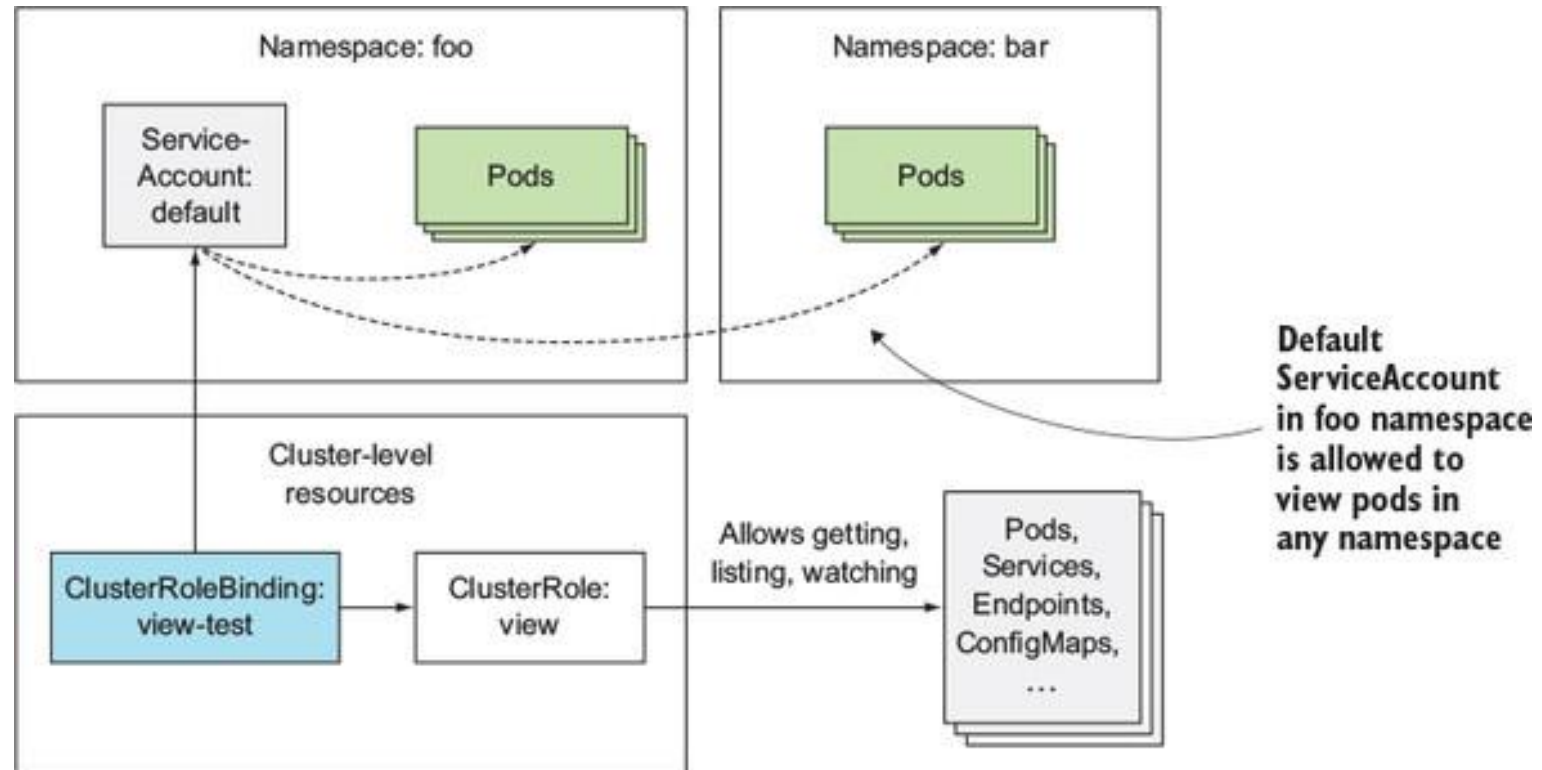 Namespace: foo
Service-
Account:
default
Pods
Namespace: bar
Pods
Default
ServiceAccount
in foo namespace
is allowed to
view pods in
any namespace
Cluster-level
resources
ClusterRoleBinding:
view-test
ClusterRole:
view
Allows getting,
listing, watching
Pods,
Services,
Endpoints,
ConfigMaps,
...